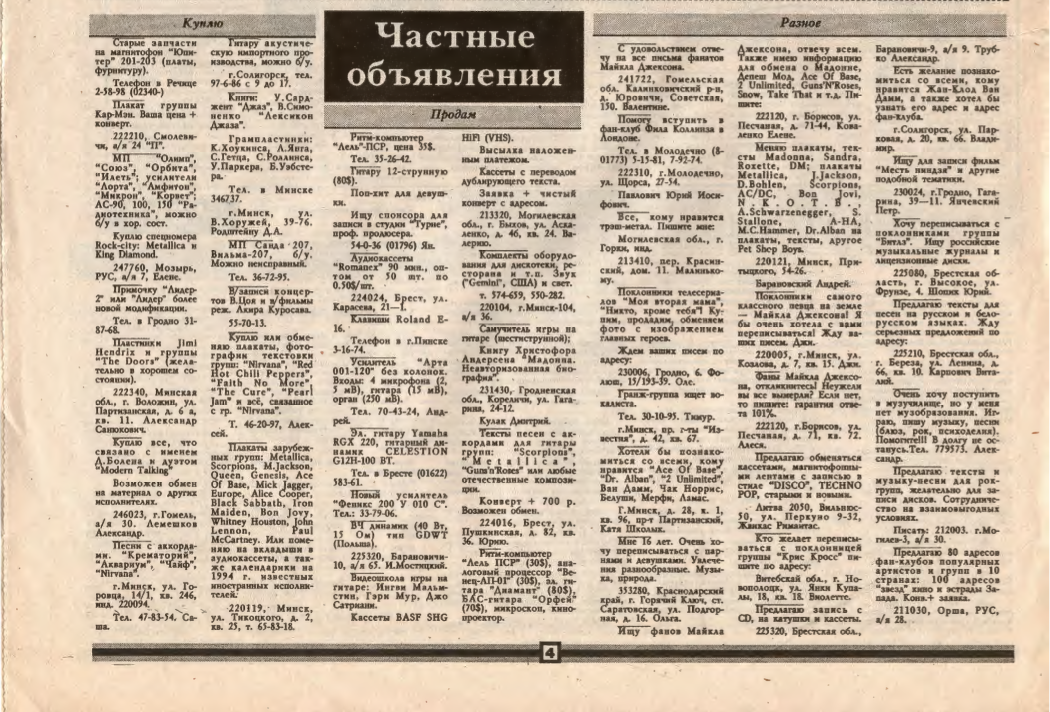 Куплю
Старые запчасти
на магнитофон "Юпи-
тер" 201-203 (платы,
фурнитуру).
Телефон в Речице
2-58-98 (02340-)
Плакат группы
Кар-Мэн. Ваша цена +
конверт.
222210, Смолеви-
чи, а/я 24 "П".
МП "Олимп",
"Союз", "Орбита",
"Илеть"; усилители
"Лорта", "Амфитон",
"Микрон", "Корвет";
АС-90, 100, 150 "Ра-
диотехника", можно
б/у в хор. сост.
Куплю спецномера
Rock-city: Metallica и
King Diamond.
247760, Мозырь,
РУС, а/я 7, Елене.
Примочку "Лидер-
2" или "Лидер" более
новой модификации.
Тел. в Гродно 31-
87-68.
Пластинки Jimi
Hendrix и группы
"The Doors" (жела-
тельно в хорошем со-
стоянии).
222340, Минская
обл., г. Воложин, ул.
Партизанская, д. 6 а,
кв. 11. Александр
Санюкович.
Куплю все, что
связано с именем
Д.Болена и дуэтом
"Modern Talking"
Возможен обмен
на материал о других
исполнителях.
246023, г.Гомель,
а/я 30. Лемешков
Александр.
Песни с аккорда-
ми. "Крематорий",
"Аквариум", "Чайф",
"Nirvana".
г.Минск, ул. Го-
ровца, 14/1, кв. 246,
инд. 220094.
Тел. 47-83-54. Са-
ша.
Гитару акустиче-
скую импортного про-
изводства, можно б/у.
г.Солигорск, тел.
97-6-86 с 9 до 17.
Книги: У.Сард-
жент "Джаз", В.Симо-
ненко "Лексикон
Джаза".
Грампластинки:
К.Хоукинса, Л.Янга,
С.Гетца, С.Роллинса,
У.Паркера, Б.Уэбсте-
ра.
Тел. в Минске
346737.
г.Минск, ул.
В.Хоружей, 39-76.
Родштейну Д.А.
МП Санда 207,
Вильма-207, б/у.
Можно неисправный.
Тел. 36-72-95.
В/записи концер-
тов В.Цоя и в/фильмы
реж. Акира Куросава.
55-70-13.
Куплю или обме-
няю плакаты, фото-
графии текстовки
групп: "Nirvana", "Red
Hot Chili Peppers",
"Faith No More",
"The Cure", "Pearl
Jam" и всё, связанное
с гр. "Nirvana".
Т. 46-20-97, Алек-
сей.
Плакаты зарубеж-
ных групп: Metallica,
Scorpions, M.Jackson,
Queen, Genesis, Ace
Of Base, Mick Jagger,
Europe, Alice Cooper,
Black Sabbath, Iron
Maiden, Bon Jovy,
Whitney Houston, John
Lennon, Paul
McCartney. Или поме-
няю на вкладыши в
аудиокассеты, а так-
же календарики на
1994 г. известных
иностранных исполни-
телей.
220119, Минск,
ул. Тикоцкого, д. 2,
кв. 25, т. 65-83-18.
Частные
объявления
Продам
Ритм-компьютер
"Лель"-ПСР, цена 35$.
Тел. 35-26-42.
Гитару 12-струнную
(80$).
Поп-хит для девуш-
ки.
Ищу спонсора для
записи в студии "Турне",
проф. продюсера.
54-0-36 (01796) Ян.
Аудиокассеты
"Romanex" 90 мин., оп-
том от 50 шт. по
0.50$/шт.
224024, Брест, ул.
Карасева, 21—1.
Клавиши Roland E-
16.
Телефон в г.Пинске
3-16-74.
Усилитель "Арта
001-120" без колонок.
Входы: 4 микрофона (2,
5 мВ), гитара (15 мВ),
орган (250 мВ).
Тел. 70-43-24, Анд-
рей.
Эл. гитару Yamaha
RGX 220, гитарный ди-
намик CELESTION
G12H-100 BT.
Тел. в Бресте (01622)
583-61.
Новый усилитель
"Феникс 200 У 010 С".
Тел.: 33-79-06.
ВЧ динамик (40 Вт,
15 Ом) тип GDWT
(Польша).
225320, Барановичи-
10, а/я 65. И.Мостицкий.
Видеошкола игры на
гитаре: Ингви Мальм-
стин, Гэри Мур, Джо
Сатриани.
Кассеты BASF SHG
HiFi (VHS).
Высылка наложен-
ным платежом.
Кассеты с переводом
дублирующего текста.
Заявка + чистый
конверт с адресом.
213320, Могилевская
обл., г. Быхов, ул. Аска-
ленко, д. 46, кв. 24. Ва-
лерию.
Комплекты оборудо-
вания для дискотеки, ре-
сторана и т.п. Звук
("Gemini", США) и свет.
т. 574-659, 550-282.
220104, г.Минск-104,
а/я 36.
Самоучитель игры на
гитаре (шестиструнной);
Книгу Христофора
Андерсена "Мадонна.
Неавторизованная био-
графия".
231430, Гродненская
обл., Кореличи, ул. Гага-
рина, 24-12.
Кулак Дмитрий.
Тексты песен с ак-
кордами для гитары
групп: "Scorpions",
"Metallica",
"Guns'n'Roses" или любые
отечественные компози-
ции.
Конверт + 700 р.
Возможен обмен.
224016, Брест, ул.
Пушкинская, д. 82, кв.
36. Юрию.
Ритм-компьютер
"Лель ПСР" (30$), ана-
логовый процессор "Ве-
нец-АП-01" (30$), эл. ги-
тара "Диамант" (80$),
БАС-гитара "Орфей"
(70$), микроскоп, кино-
проектор.
Разное
С удовольствием отве-
чу на все письма фанатов
Майкла Джексона.
241722, Гомельская
обл. Калинковичский р-н,
д. Юровичи, Советская,
150. Валентине.
Помогу вступить в
фан-клуб Фила Коллинза в
Лондоне.
Тел. в Молодечно (8-
01773) 5-15-81, 7-92-74.
222310, г.Молодечно,
ул. Щорса, 27-54.
Павлович Юрий Иоси-
фович.
Все, кому нравится
трэш-метал. Пишите мне:
Могилевская обл., г.
Горки, инд.
213410, пер. Красин-
ский, дом. 11. Малинько-
му.
Поклонники телесериа-
лов "Моя вторая мама",
"Никто, кроме тебя"! Ку-
пим, продадим, обменяем
фото с изображением
главных героев.
Ждем ваших писем по
адресу:
230006, Гродно, б. Фо-
люш, 15/193-39. Оле.
Гранж-группа ищет во-
калиста.
Тел. 30-10-95. Тимур.
г.Минск, пр. г-ты "Из-
вестия", д. 42, кв. 67.
Хотели бы познако-
миться со всеми, кому
нравится "Ace Of Base",
"Dr. Alban", "2 Unlimited",
Ван Дамм, Чак Норрис,
Белуши, Мерфи, Ламас.
Г.Минск, д. 28, к. 1,
кв. 96, пр-т Партизанский,
Катя Школык.
Мне 16 лет. Очень хо-
чу переписываться с пар-
нями и девушками. Увлече-
ния разнообразные. Музы-
ка, природа.
353280, Краснодарский
край, г. Горячий Ключ, ст.
Саратовская, ул. Подгор-
ная, д. 16. Ольга.
Ищу фанов Майкла
Джексона, отвечу всем.
Также имею информацию
для обмена о Мадонне,
Депеш Мод, Ace Of Base,
2 Unlimited, Guns'N'Roses,
Snow, Take That и т.д. Пи-
шите:
222120, г. Борисов, ул.
Песчаная, д. 71-44, Кова-
ленко Елене.
Меняю плакаты, тек-
сты Madonna, Sandra,
Roxette, DM; плакаты
Metallica, J.Jackson,
D.Bohlen, Scorpions,
AC/DC, Bon Jovi,
N.K.O.T.B.,
A.Schwarzenegger, S.
Stallone, A-HA,
M.C.Hammer, Dr.Alban на
плакаты, тексты, другое
Pet Shop Boys.
220121, Минск, При-
тыцкого, 54-26.
Барановский Андрей.
Поклонники самого
классного певца на земле
— Майкла Джексона! Я
бы очень хотела с вами
переписываться! Жду ва-
ших писем. Джи.
220005, г.Минск, ул.
Козлова, д. 7, кв. 15. Джи.
Фаны Майкла Джексо-
на, откликнитесь! Неужели
вы все вымерли? Если нет,
то пишите: гарантия отве-
та 101%.
222120, г.Борисов, ул.
Песчаная, д. 71, кв. 72.
Алеся.
Предлагаю обменяться
кассетами, магнитофонны-
ми лентами с записью в
стиле "DISCO", TECHNO
POP, старыми и новыми.
Литва 2050, Вильнюс-
50, ул. Перкуно 9-32,
Жанкас Римантас.
Кто желает переписы-
ваться с поклонницей
группы "Крис Кросс" пи-
шите по адресу:
Витебская обл., г. Но-
вополоцк, ул. Янки Купа-
лы, 18, кв. 18. Виолетте.
Предлагаю запись с
CD, на катушки и кассеты.
225320, Брестская обл.,
Барановичи-9, а/я 9. Труб-
ко Александр.
Есть желание познако-
миться со всеми, кому
нравится Жан-Клод Ван
Дамм, а также хотел бы
узнать его адрес и адрес
фан-клуба.
г.Солигорск, ул. Пар-
ковая, д. 20, кв. 66. Влади-
мир.
Ищу для записи фильм
"Месть ниндзя" и другие
подобной тематики.
230024, г.Гродно, Гага-
рина, 39—11. Янчевский
Петр.
Хочу переписываться с
поклонниками группы
"Битлз". Ищу российские
музыкальные журналы и
лицензионные диски.
225080, Брестская об-
ласть, г. Высокое, ул.
Фрунзе, 4. Шопик Юрий.
Предлагаю тексты для
песен на русском и бело-
русском языках. Жду
серьезных предложений по
адресу:
225210, Брестская обл.,
г. Береза, ул. Ленина, д.
66, кв. 10. Карпович Вита-
лий.
Очень хочу поступить
в музучилище, но у меня
нет музобразования. Иг-
раю, пишу музыку, песни
(блюз, рок, психоделия).
Помогите!!! В долгу не ос-
танусь.Тел. 779573. Алек-
сандр.
Предлагаю тексты и
музыку-песни для рок-
групп, желательно для за-
писи дисков. Сотрудниче-
ство на взаимовыгодных
условиях.
Писать: 212003. г.Мо-
гилев-3, а/я 30.
Предлагаю 80 адресов
фан-клубов популярных
артистов и групп в 10
странах: 100 адресов
"звезд" кино и эстрады За-
пада. Конв.+ заявка.
211030, Орша, РУС,
а/я 28.
4